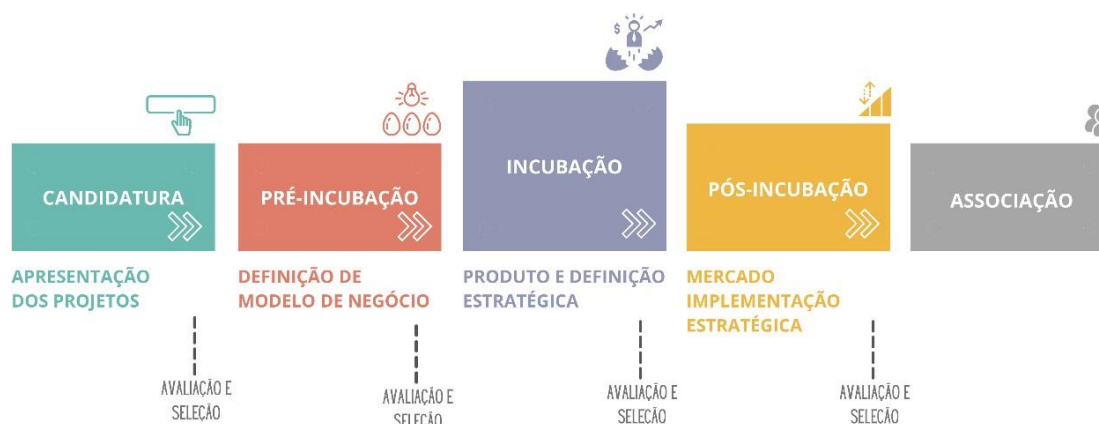 $
CANDIDATURA
PRÉ-INCUBAÇÃO
INCUBAÇÃO
PÓS-INCUBAÇÃO
ASSOCIAÇÃO
APRESENTAÇÃO
DOS PROJETOS
DEFINIÇÃO DE
MODELO DE NEGÓCIO
PRODUTO E DEFINIÇÃO
ESTRATÉGICA
MERCADO
IMPLEMENTAÇÃO
ESTRATÉGICA
AVALIAÇÃO E
SELEÇÃO
AVALIAÇÃO E
SELEÇÃO
AVALIAÇÃO E
SELEÇÃO
AVALIAÇÃO E
SELEÇÃO